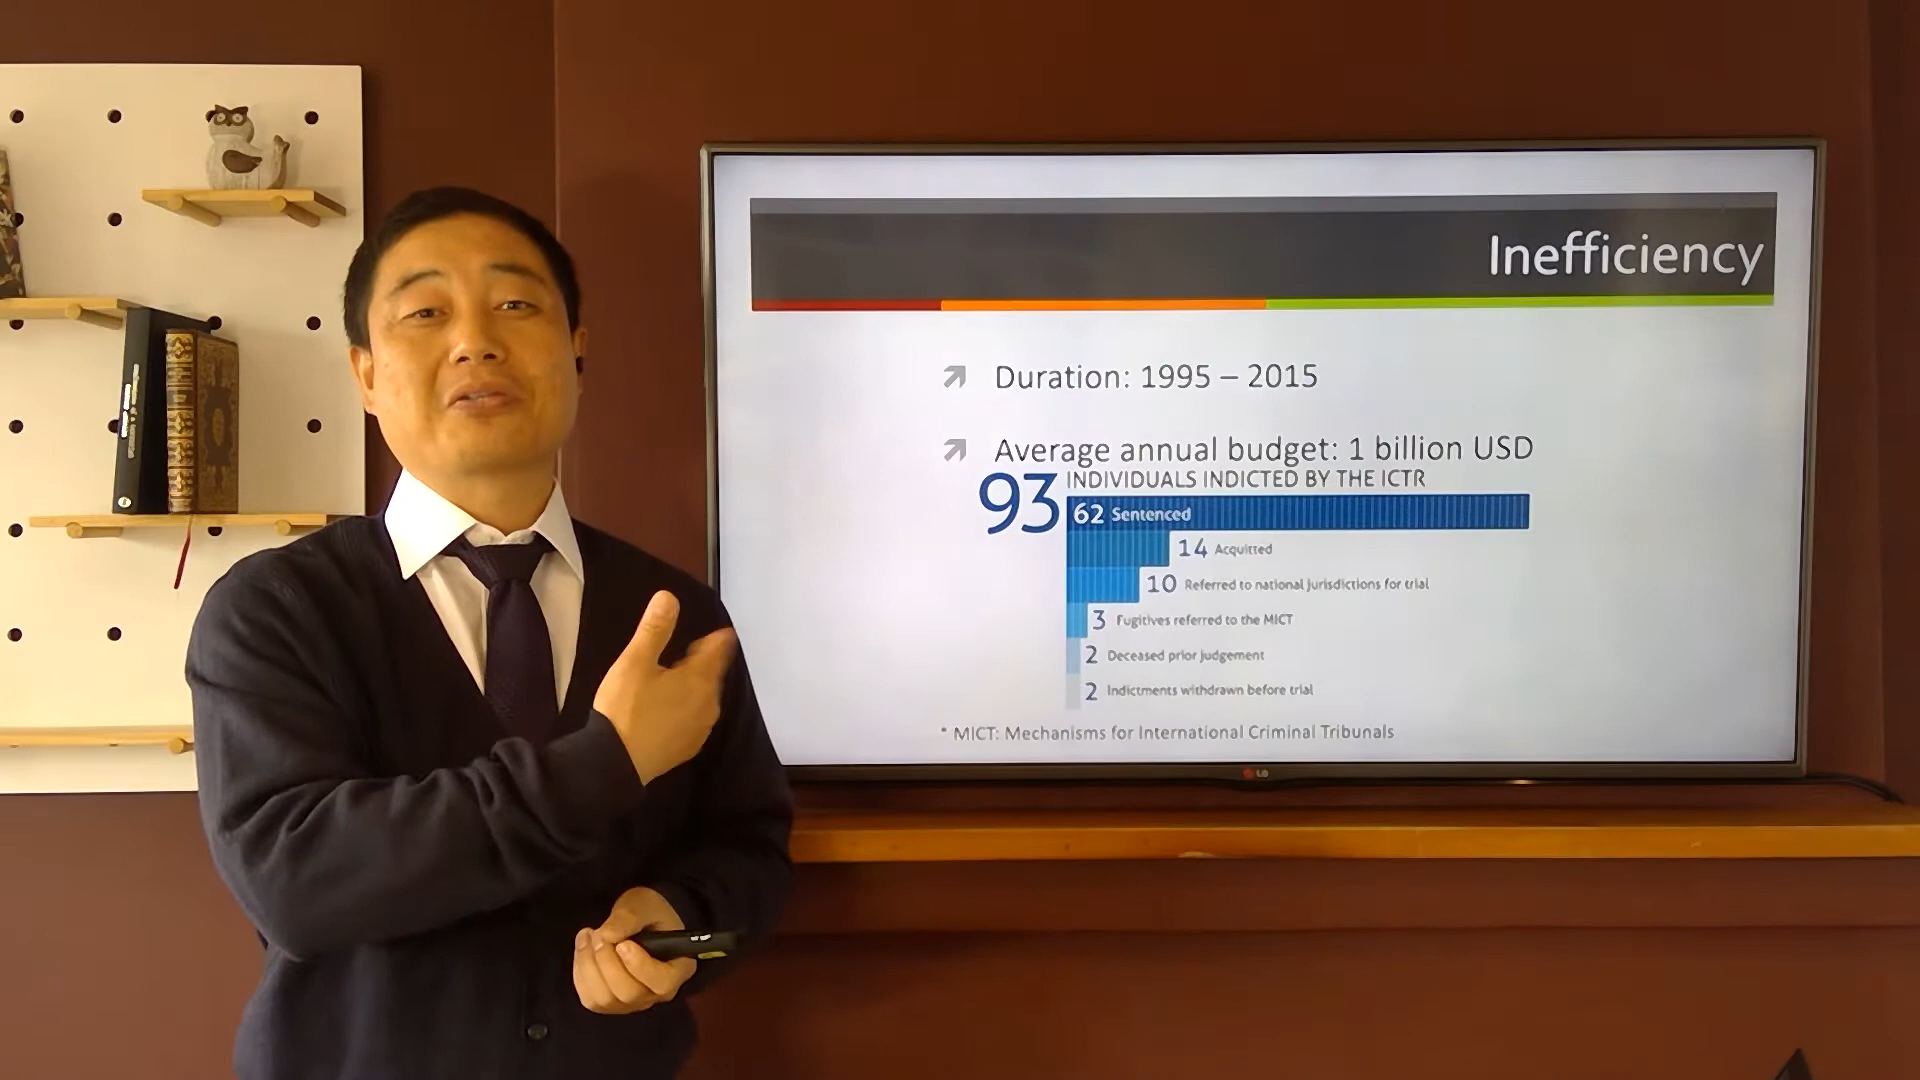 Inefficiency
Duration: 1995 – 2015
Average annual budget: 1 billion USD
93 INDIVIDUALS INDICTED BY THE ICTR
62 Sentenced
14 Acquitted
10 Referred to national jurisdictions for trial
3 Fugitives referred to the MICT
2 Deceased prior judgement
2 Indictments withdrawn before trial
* MICT: Mechanisms for International Criminal Tribunals
LG